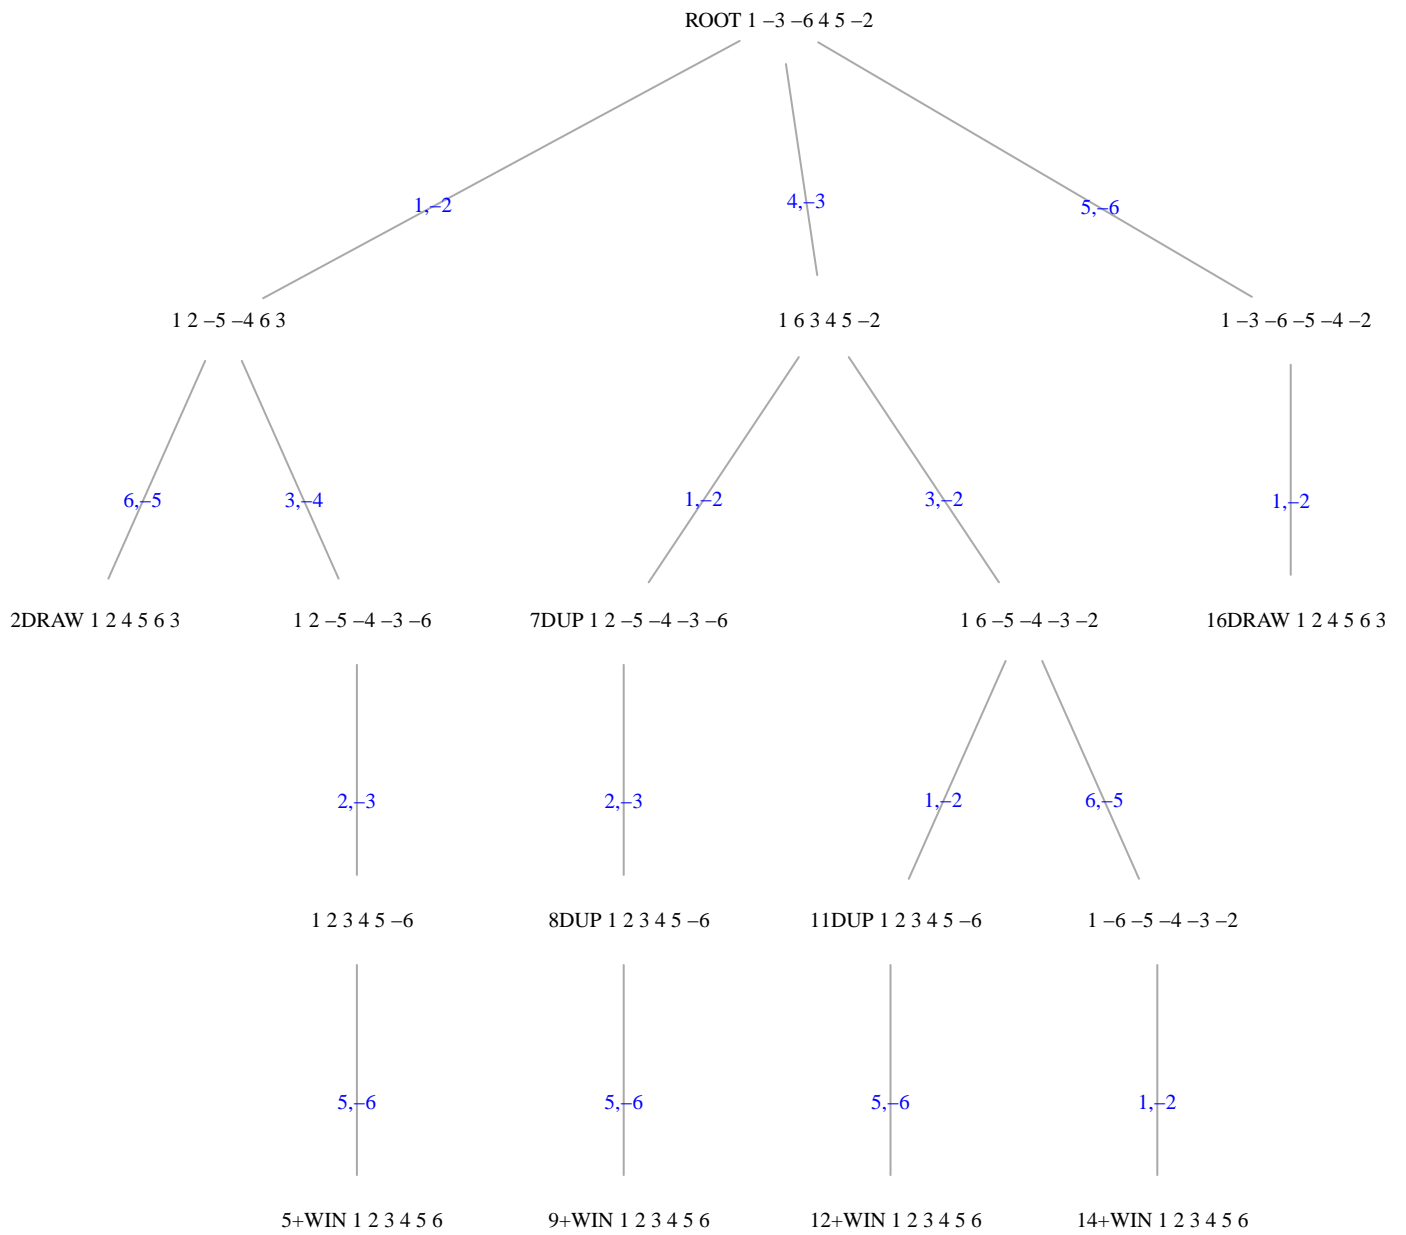 ROOT 1 –3 –6 4 5 –2
1,–2
4,–3
5,–6
1 2 –5 –4 6 3
1 6 3 4 5 –2
1 –3 –6 –5 –4 –2
6,–5
3,–4
1,–2
3,–2
1,–2
2DRAW 1 2 4 5 6 3
1 2 –5 –4 –3 –6
7DUP 1 2 –5 –4 –3 –6
1 6 –5 –4 –3 –2
16DRAW 1 2 4 5 6 3
2,–3
2,–3
1,–2
6,–5
1 2 3 4 5 –6
8DUP 1 2 3 4 5 –6
11DUP 1 2 3 4 5 –6
1 –6 –5 –4 –3 –2
5,–6
5,–6
5,–6
1,–2
5+WIN 1 2 3 4 5 6
9+WIN 1 2 3 4 5 6
12+WIN 1 2 3 4 5 6
14+WIN 1 2 3 4 5 6